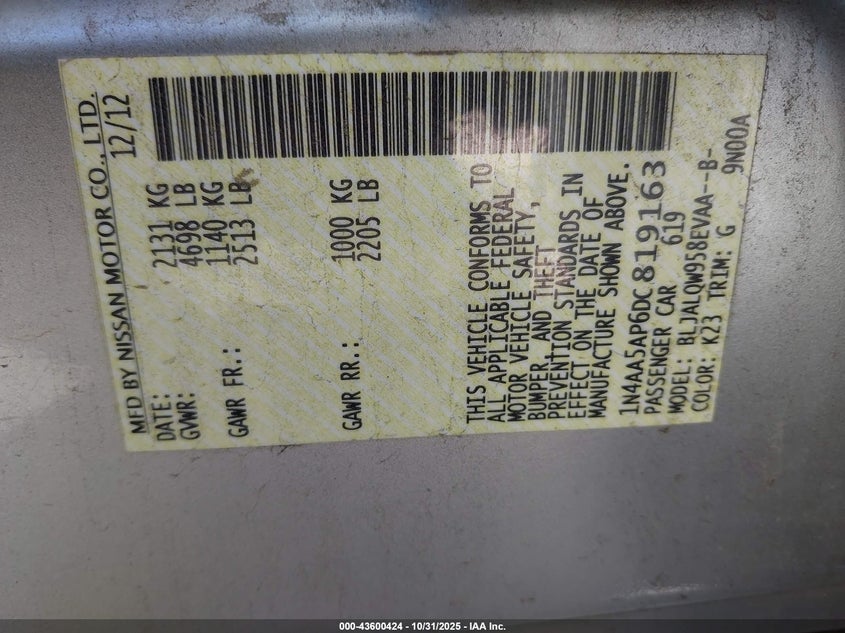 MFD BY NISSAN MOTOR CO., LTD.
DATE: 12/12
GVWR: 2131 KG
4698 LB
GAWR FR.: 1140 KG
2513 LB
GAWR RR.: 1000 KG
2205 LB
THIS VEHICLE CONFORMS TO
ALL APPLICABLE FEDERAL
MOTOR VEHICLE SAFETY,
BUMPER AND THEFT
PREVENTION STANDARDS IN
EFFECT ON THE DATE OF
MANUFACTURE SHOWN ABOVE.
1N4AA5AP6DC819163
PASSENGER CAR 619
MODEL: BLJALQW958EVAA--B-
COLOR: K23 TRIM: G 9N00A
000-43600424 - 10/31/2025 - IAA Inc.